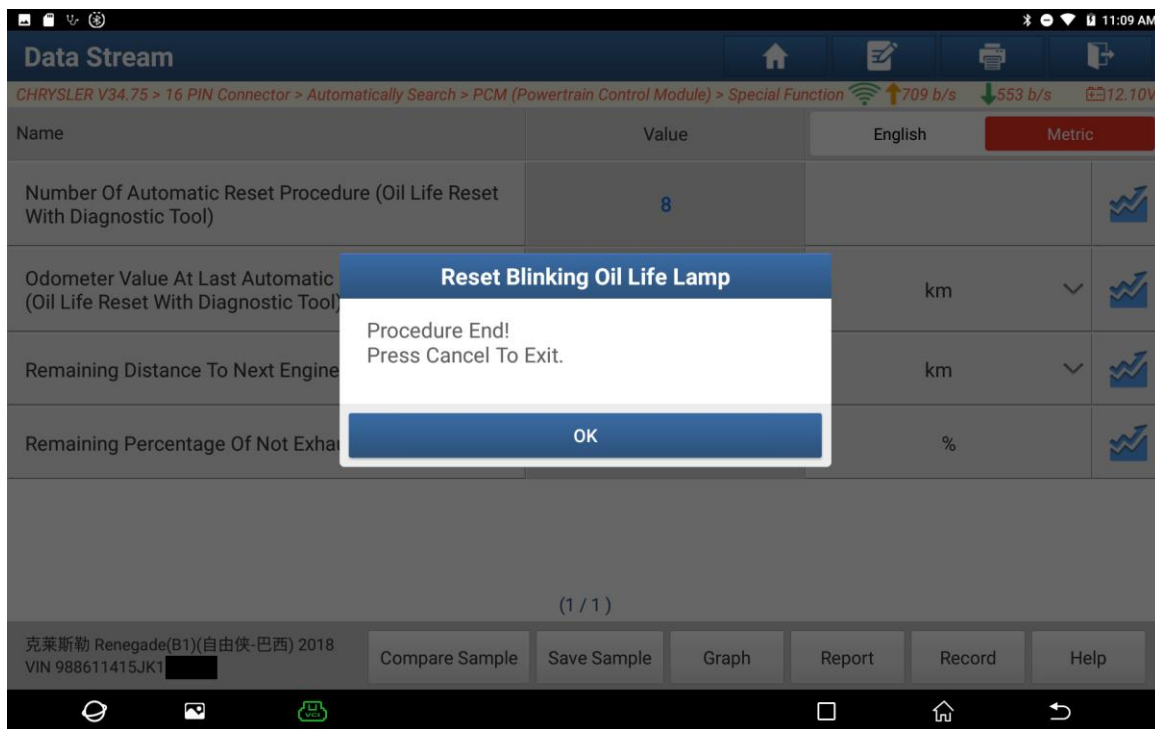 11:09 AM
Data Stream
CHRYSLER V34.75 > 16 PIN Connector > Automatically Search > PCM (Powertrain Control Module) > Special Function 709 b/s 553 b/s 12.10V
Name Value English Metric
Number Of Automatic Reset Procedure (Oil Life Reset
With Diagnostic Tool)
8
Odometer Value At Last Automatic
(Oil Life Reset With Diagnostic Tool)
km
Reset Blinking Oil Life Lamp
Procedure End!
Press Cancel To Exit.
OK
Remaining Distance To Next Engine
km
Remaining Percentage Of Not
%
(1 / 1)
克莱斯勒 Renegade(B1)(自由侠-巴西) 2018
VIN 988611415JK1
Compare Sample Save Sample Graph Report Record Help
VCI